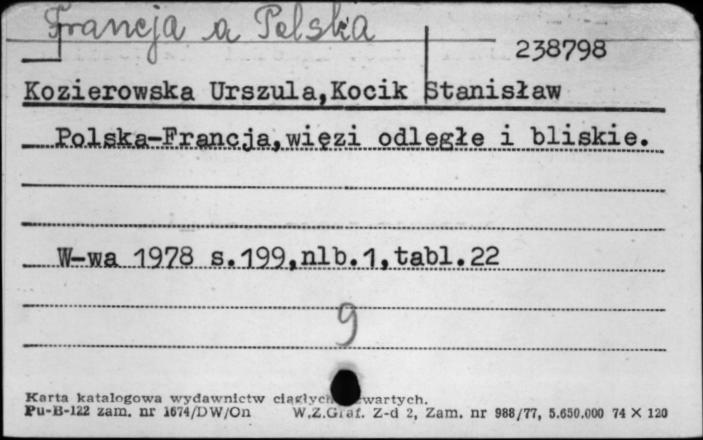 Francja a Polska
238798
Kozierowska Urszula,Kocik Stanisław
Polska-Francja,więzi odległe i bliskie.
W-wa 1978 s.199,nlb.1,tabl.22
9
Karta katalogowa wydawnictw ciągłych
Pu-B-122 zam. nr 1674/DW/On W.Z.Graf. Z-d 2, Zam. nr 988/77, 5.650.000 74 × 120